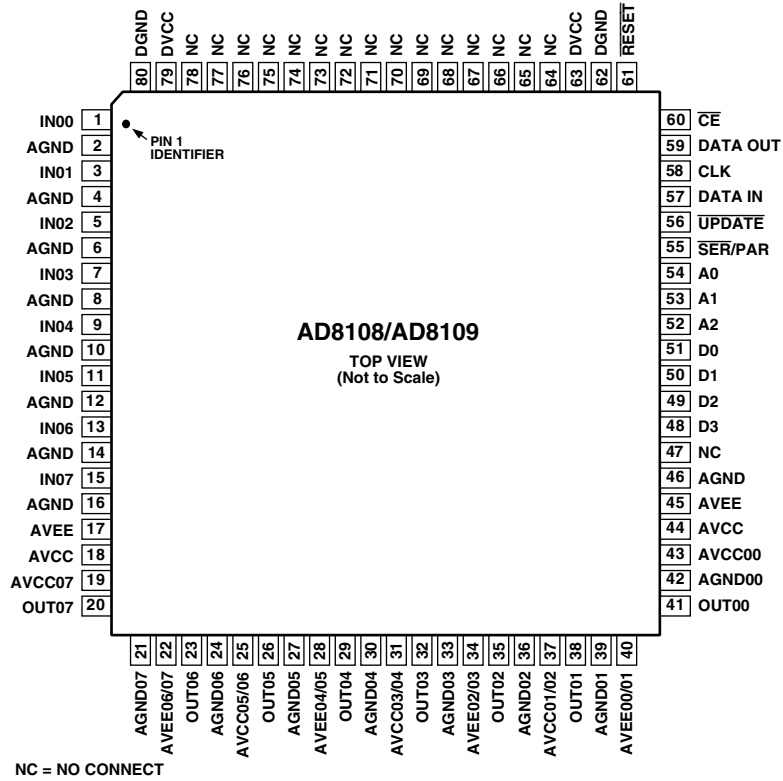 80 DGND
79 DVCC
78 NC
77 NC
76 NC
75 NC
74 NC
73 NC
72 NC
71 NC
70 NC
69 NC
68 NC
67 NC
66 NC
65 NC
64 NC
63 DVCC
62 DGND
61 RESET
IN00 1
AGND 2
IN01 3
AGND 4
IN02 5
AGND 6
IN03 7
AGND 8
IN04 9
AGND 10
IN05 11
AGND 12
IN06 13
AGND 14
IN07 15
AGND 16
AVEE 17
AVCC 18
AVCC07 19
OUT07 20
PIN 1
IDENTIFIER
AD8108/AD8109
TOP VIEW
(Not to Scale)
60 CE
59 DATA OUT
58 CLK
57 DATA IN
56 UPDATE
55 SER/PAR
54 A0
53 A1
52 A2
51 D0
50 D1
49 D2
48 D3
47 NC
46 AGND
45 AVEE
44 AVCC
43 AVCC00
42 AGND00
41 OUT00
21 AGND07
22 AVEE06/07
23 OUT06
24 AGND06
25 AVCC05/06
26 OUT05
27 AGND05
28 AVEE04/05
29 OUT04
30 AGND04
31 AVCC03/04
32 OUT03
33 AGND03
34 AVEE02/03
35 OUT02
36 AGND02
37 AVCC01/02
38 OUT01
39 AGND01
40 AVEE00/01
NC = NO CONNECT